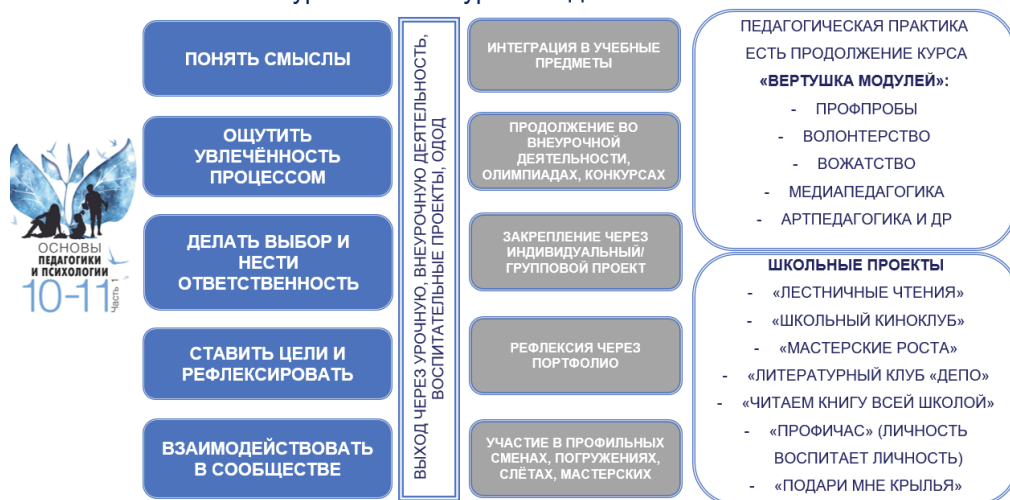 ОСНОВЫ
ПЕДАГОГИКИ
И ПСИХОЛОГИИ
10-11
Часть 1
ПОНЯТЬ СМЫСЛЫ
ОЩУТИТЬ
УВЛЕЧЁННОСТЬ
ПРОЦЕССОМ
ДЕЛАТЬ ВЫБОР И
НЕСТИ
ОТВЕТСТВЕННОСТЬ
СТАВИТЬ ЦЕЛИ И
РЕФЛЕКСИРОВАТЬ
ВЗАИМОДЕЙСТВОВАТЬ
В СООБЩЕСТВЕ
ВЫХОД ЧЕРЕЗ УРОЧНУЮ, ВНЕУРОЧНУЮ ДЕЯТЕЛЬНОСТЬ,
ВОСПИТАТЕЛЬНЫЕ ПРОЕКТЫ, ОДОД
ИНТЕГРАЦИЯ В УЧЕБНЫЕ
ПРЕДМЕТЫ
ПРОДОЛЖЕНИЕ ВО
ВНЕУРОЧНОЙ
ДЕЯТЕЛЬНОСТИ,
ОЛИМПИАДАХ, КОНКУРСАХ
ЗАКРЕПЛЕНИЕ ЧЕРЕЗ
ИНДИВИДУАЛЬНЫЙ/
ГРУППОВОЙ ПРОЕКТ
РЕФЛЕКСИЯ ЧЕРЕЗ
ПОРТФОЛИО
УЧАСТИЕ В ПРОФИЛЬНЫХ
СМЕНАХ, ПОГРУЖЕНИЯХ,
СЛЁТАХ, МАСТЕРСКИХ
ПЕДАГОГИЧЕСКАЯ ПРАКТИКА
ЕСТЬ ПРОДОЛЖЕНИЕ КУРСА
«ВЕРТУШКА МОДУЛЕЙ»:
- ПРОФПРОБЫ
- ВОЛОНТЕРСТВО
- ВОЖАТСТВО
- МЕДИАПЕДАГОГИКА
- АРТПЕДАГОГИКА И ДР
ШКОЛЬНЫЕ ПРОЕКТЫ
- «ЛЕСТНИЧНЫЕ ЧТЕНИЯ»
- «ШКОЛЬНЫЙ КИНОКЛУБ»
- «МАСТЕРСКИЕ РОСТА»
- «ЛИТЕРАТУРНЫЙ КЛУБ «ДЕПО»
- «ЧИТАЕМ КНИГУ ВСЕЙ ШКОЛОЙ»
- «ПРОФИЧАС» (ЛИЧНОСТЬ
ВОСПИТАЕТ ЛИЧНОСТЬ)
- «ПОДАРИ МНЕ КРЫЛЬЯ»